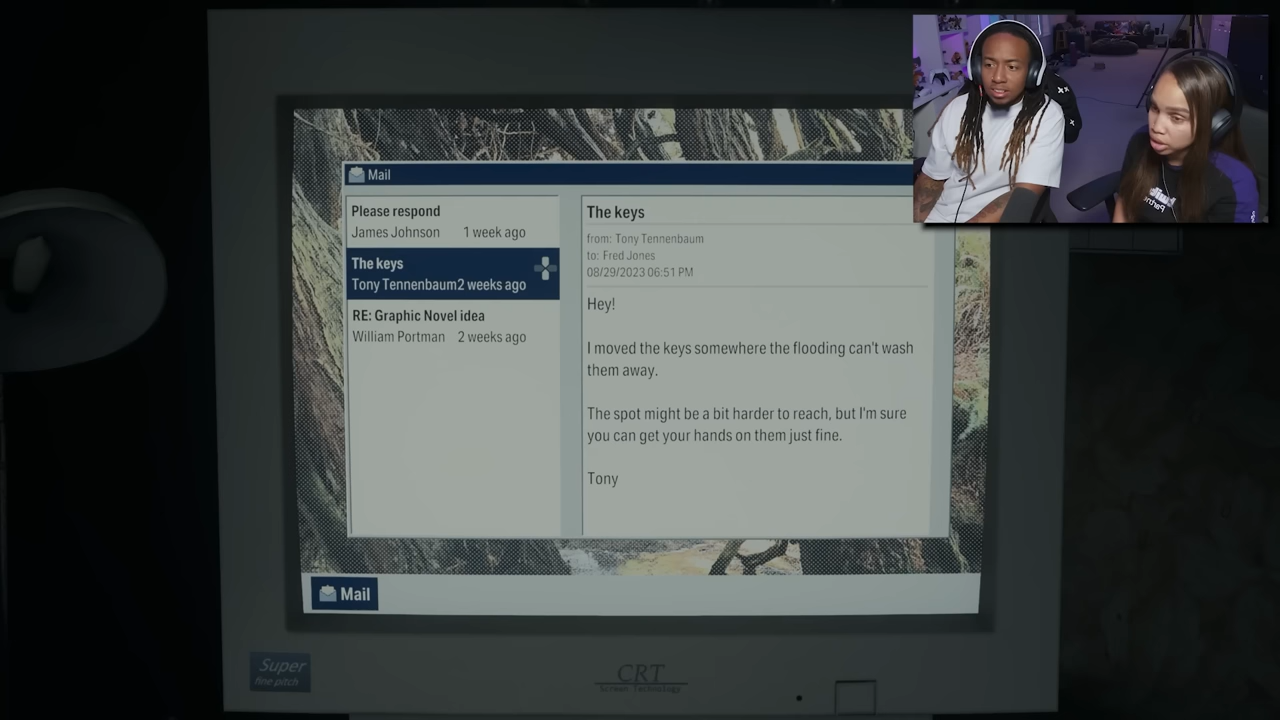 Mail
Please respond
James Johnson 1 week ago
The keys
Tony Tennenbaum2 weeks ago
RE: Graphic Novel idea
William Portman 2 weeks ago
The keys
from: Tony Tennenbaum
to: Fred Jones
08/29/2023 06:51 PM
Hey!
I moved the keys somewhere the flooding can't wash
them away.
The spot might be a bit harder to reach, but I'm sure
you can get your hands on them just fine.
Tony
Mail
Super
fine pitch
CRT
Screen Technology